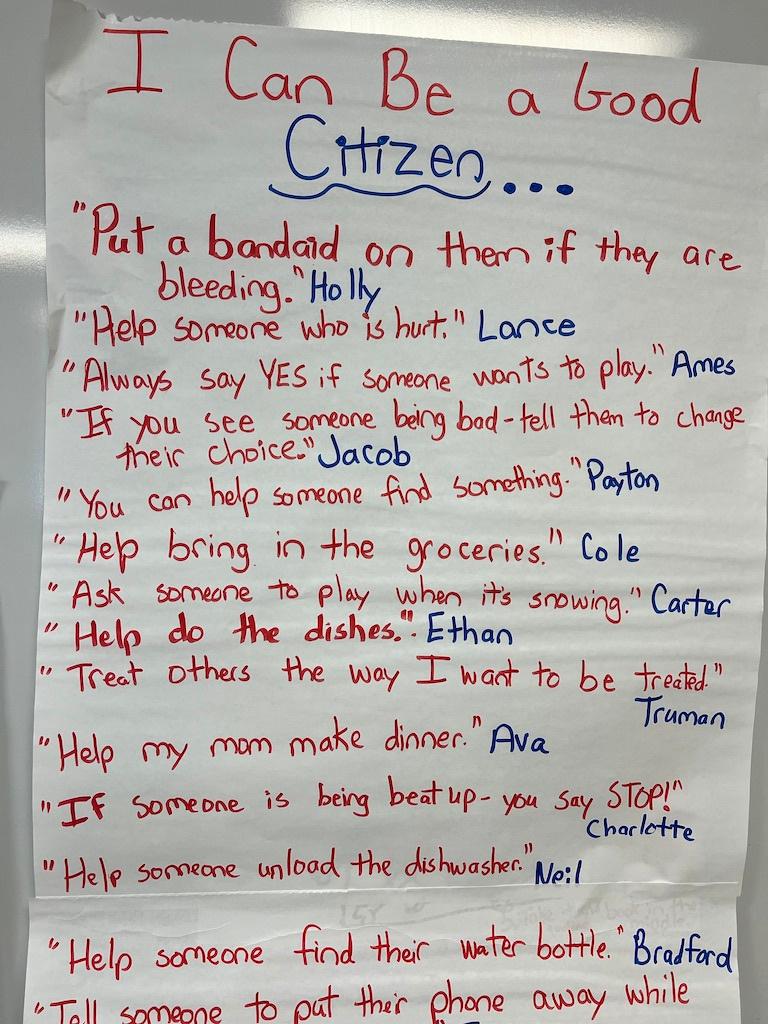 I Can Be a Good
Citizen...
"Put a bandaid on them if they are
bleeding." Holly
"Help someone who is hurt." Lance
"Always say YES if someone wants to play." Ames
"If you see someone being bad - tell them to change
their choice." Jacob
"You can help someone find something." Payton
"Help bring in the groceries." Cole
"Ask someone to play when it's snowing." Carter
"Help do the dishes." Ethan
"Treat others the way I want to be treated."
Truman
"Help my mom make dinner." Ava
"If someone is being beat up - you say STOP!"
Charlotte
"Help someone unload the dishwasher." Neil
"Help someone find their water bottle." Bradford
"Tell someone to put their phone away while